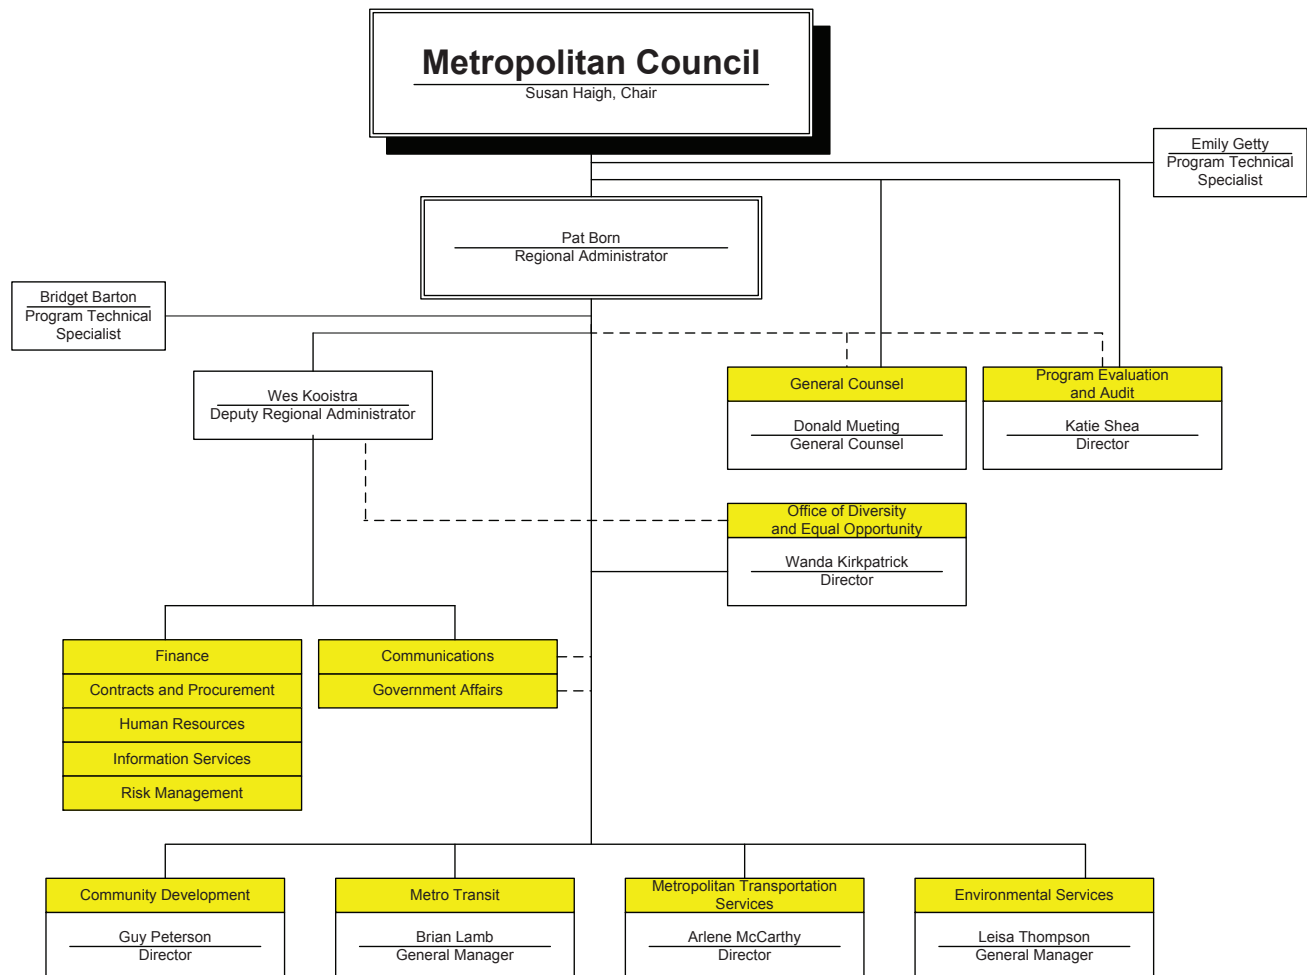 Metropolitan Council
Susan Haigh, Chair
Emily Getty
Program Technical
Specialist
Pat Born
Regional Administrator
Bridget Barton
Program Technical
Specialist
Wes Kooistra
Deputy Regional Administrator
General Counsel
Donald Mueting
General Counsel
Program Evaluation
and Audit
Katie Shea
Director
Office of Diversity
and Equal Opportunity
Wanda Kirkpatrick
Director
Finance
Contracts and Procurement
Human Resources
Information Services
Risk Management
Communications
Government Affairs
Community Development
Guy Peterson
Director
Metro Transit
Brian Lamb
General Manager
Metropolitan Transportation
Services
Arlene McCarthy
Director
Environmental Services
Leisa Thompson
General Manager